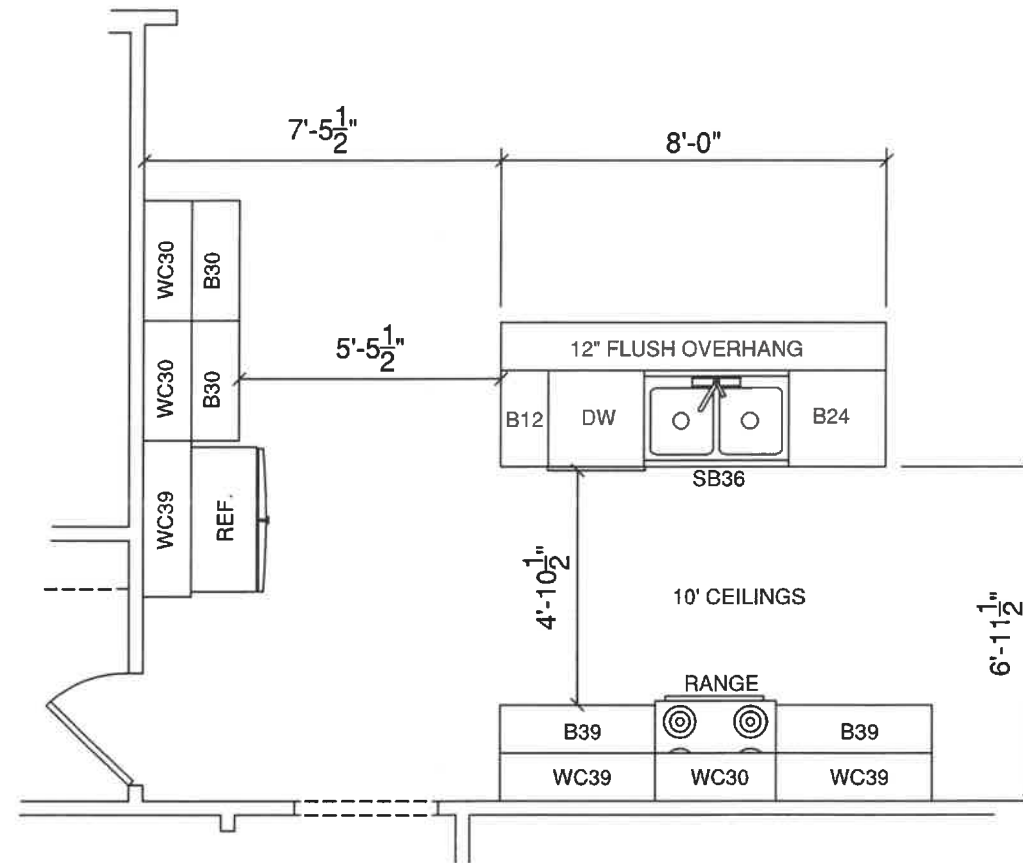 7'-5 1/2"
8'-0"
WC30
B30
5'-5 1/2"
12" FLUSH OVERHANG
WC30
B30
B12
DW
B24
SB36
WC39
REF.
4'-10 1/2"
10' CEILINGS
6'-11 1/2"
RANGE
B39
B39
WC39
WC30
WC39